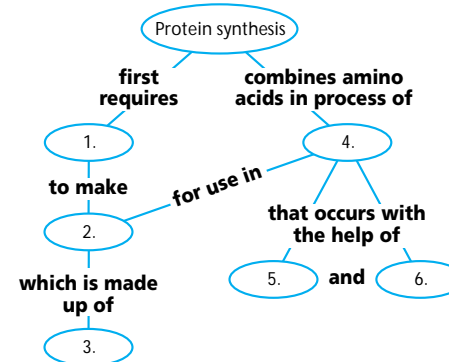 Protein synthesis
first
requires
combines amino
acids in process of
1.
4.
to make
for use in
2.
that occurs with
the help of
which is made
up of
5.
and
6.
3.